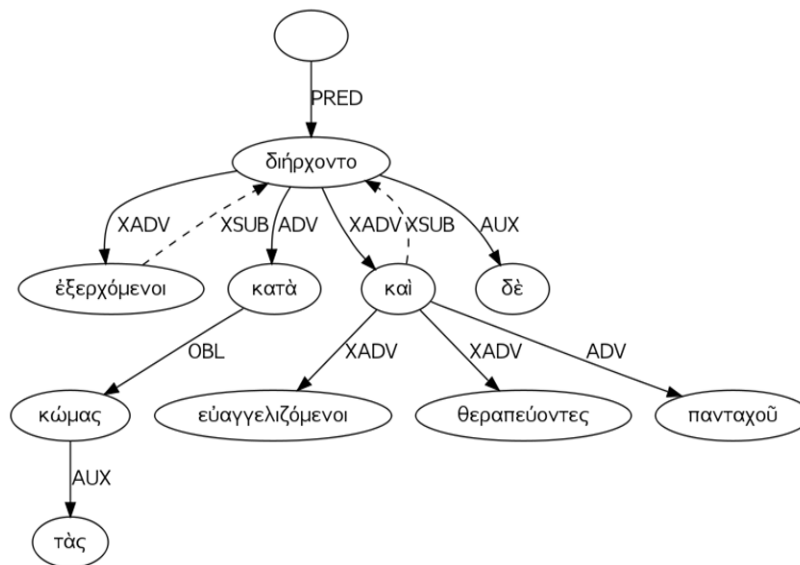 PRED
διήρχοντο
XADV XSUB ADV XADV XSUB AUX
ἐξερχόμενοι κατὰ καὶ δὲ
OBL XADV XADV ADV
κώμας εὐαγγελιζόμενοι θεραπεύοντες πανταχοῦ
AUX
τὰς